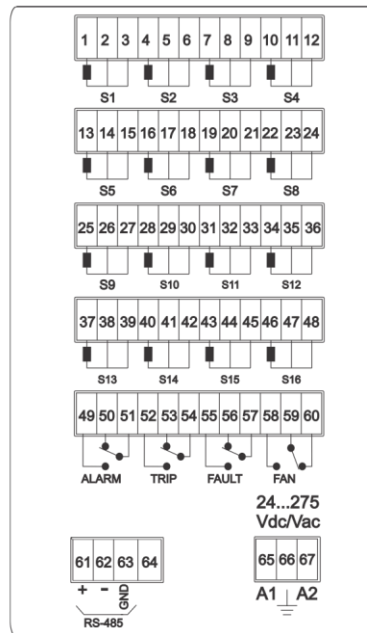 1 2 3 4 5 6 7 8 9 10 11 12
S1 S2 S3 S4
13 14 15 16 17 18 19 20 21 22 23 24
S5 S6 S7 S8
25 26 27 28 29 30 31 32 33 34 35 36
S9 S10 S11 S12
37 38 39 40 41 42 43 44 45 46 47 48
S13 S14 S15 S16
49 50 51 52 53 54 55 56 57 58 59 60
ALARM TRIP FAULT FAN
24...275
Vdc/Vac
61 62 63 64
65 66 67
+ - GND
A1 A2
RS-485